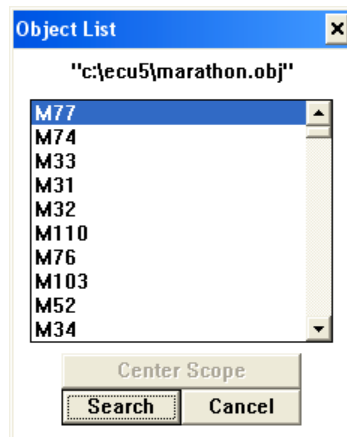 Object List
"c:\ecu5\marathon.obj"
M77
M74
M33
M31
M32
M110
M76
M103
M52
M34
Center Scope
Search
Cancel